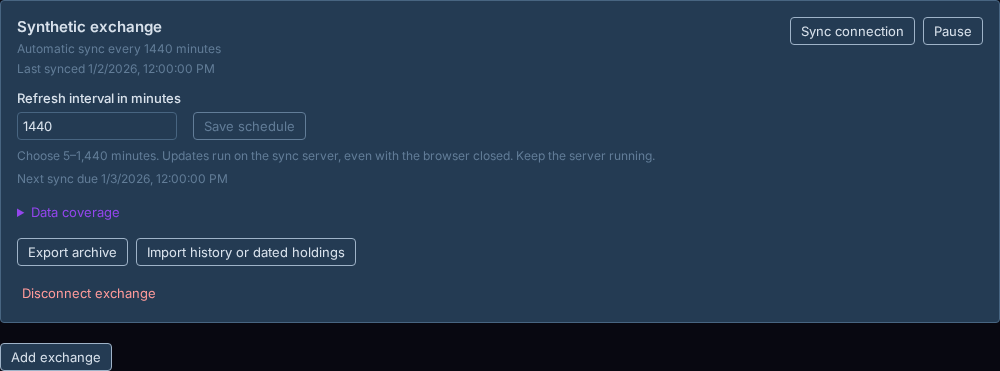 Synthetic exchange
Sync connection
Pause
Automatic sync every 1440 minutes
Last synced 1/2/2026, 12:00:00 PM
Refresh interval in minutes
1440
Save schedule
Choose 5–1,440 minutes. Updates run on the sync server, even with the browser closed. Keep the server running.
Next sync due 1/3/2026, 12:00:00 PM
Data coverage
Export archive
Import history or dated holdings
Disconnect exchange
Add exchange